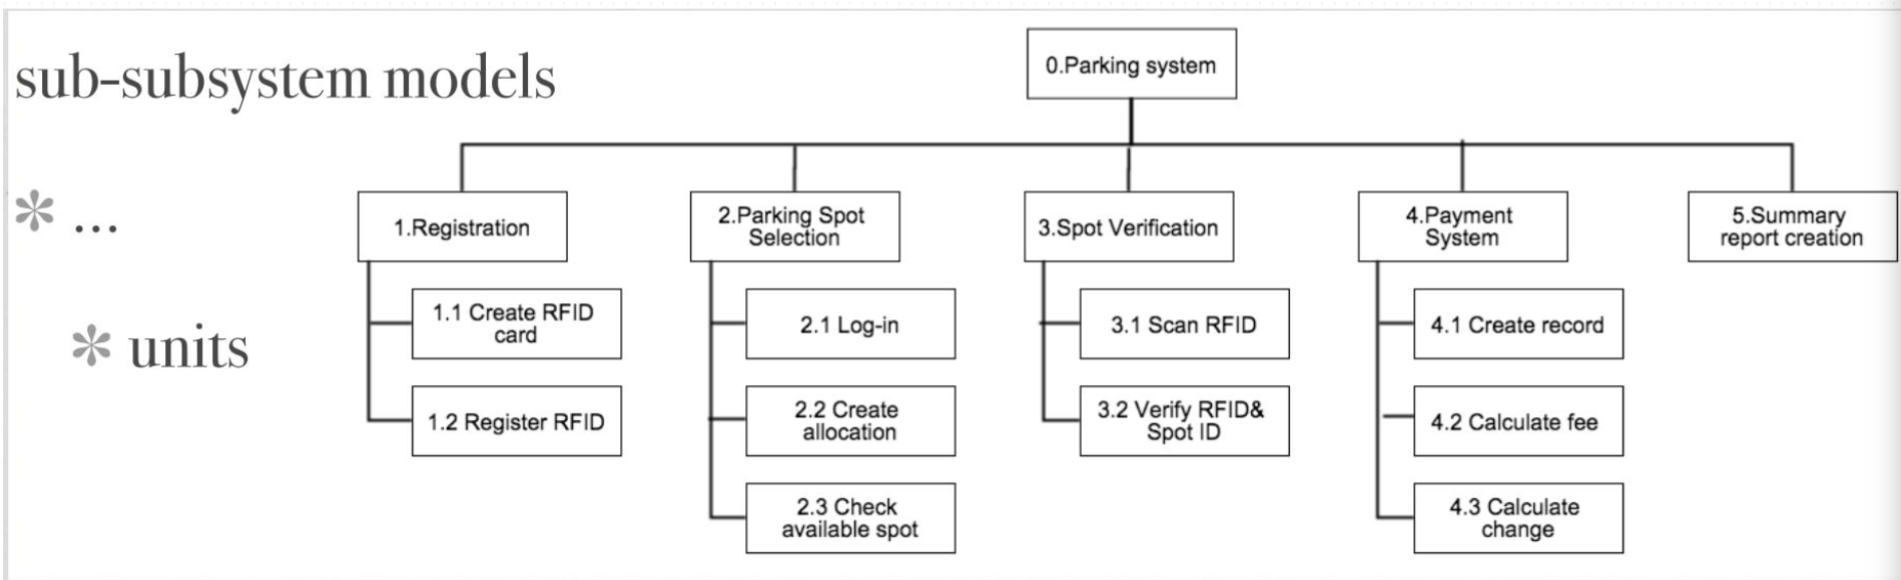 sub-subsystem models
* ...
* units
0.Parking system
1.Registration
1.1 Create RFID
card
1.2 Register RFID
2.Parking Spot
Selection
2.1 Log-in
2.2 Create
allocation
2.3 Check
available spot
3.Spot Verification
3.1 Scan RFID
3.2 Verify RFID&
Spot ID
4.Payment
System
4.1 Create record
4.2 Calculate fee
4.3 Calculate
change
5.Summary
report creation